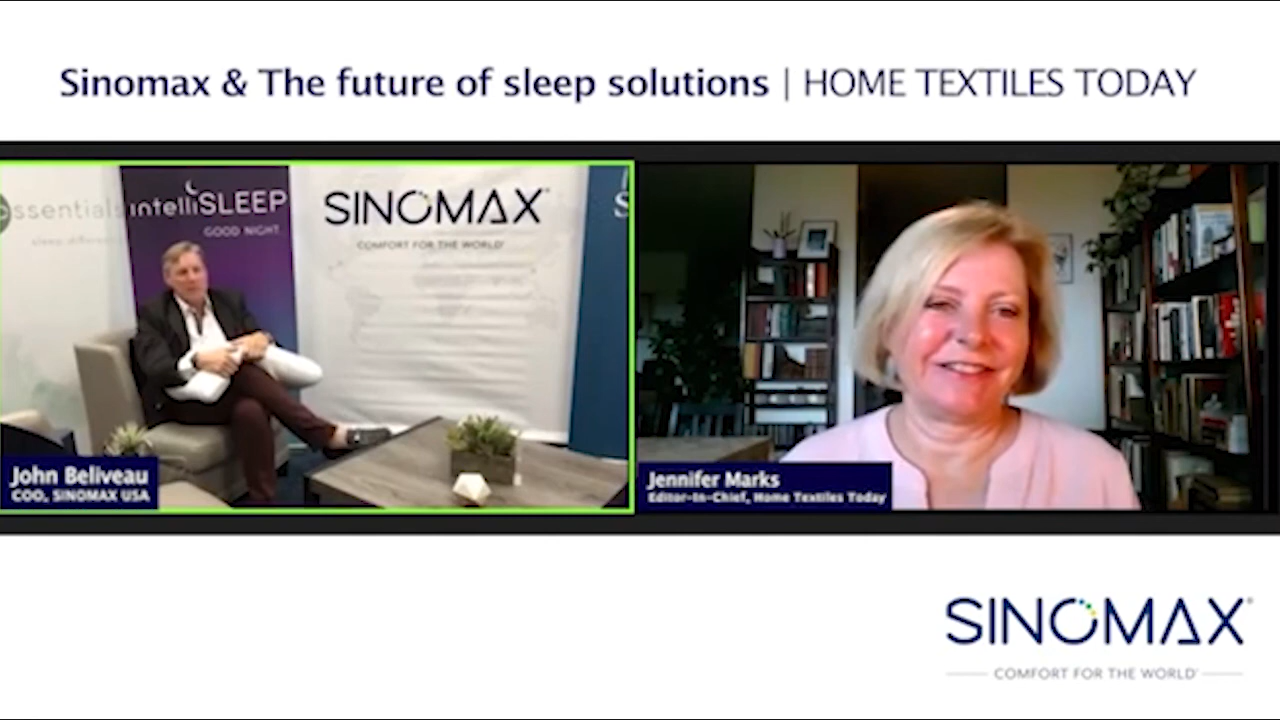 Sinomax & The future of sleep solutions | HOME TEXTILES TODAY
essentials
intelliSLEEP
GOOD NIGHT.
SINOMAX
COMFORT FOR THE WORLD
S
John Beliveau
COO, SINOMAX USA
Jennifer Marks
Editor-In-Chief, Home Textiles Today
SINOMAX®
COMFORT FOR THE WORLD